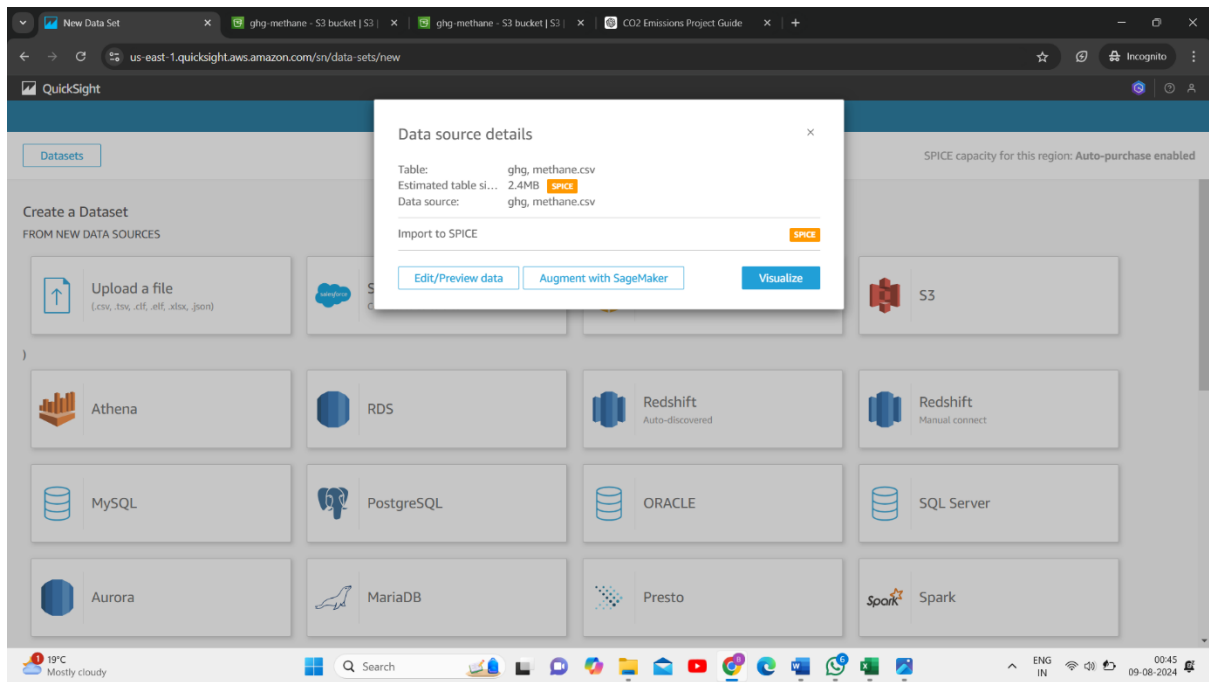 New Data Set
ghg-methane - S3 bucket | S3 |
ghg-methane - S3 bucket | S3 |
CO2 Emissions Project Guide
us-east-1.quicksight.aws.amazon.com/sn/data-sets/new
Incognito
QuickSight
Datasets
SPICE capacity for this region: Auto-purchase enabled
Data source details
Table: ghg, methane.csv
Estimated table si... 2.4MB SPICE
Data source: ghg, methane.csv
Import to SPICE SPICE
Edit/Preview data Augment with SageMaker Visualize
Create a Dataset
FROM NEW DATA SOURCES
Upload a file
(.csv, .tsv, .clf, .elf, .xlsx, .json)
salesforce
S
C
S3
)
Athena
RDS
Redshift
Auto-discovered
Redshift
Manual connect
MySQL
PostgreSQL
ORACLE
SQL Server
Aurora
MariaDB
Presto
Spark
Spark
1
19°C
Mostly cloudy
Search
6
ENG
IN
00:45
09-08-2024